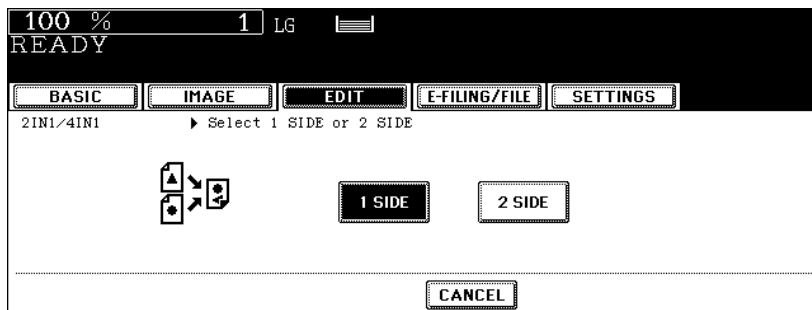 100 % 1 LG
READY
BASIC IMAGE EDIT E-FILING/FILE SETTINGS
2IN1/4IN1 Select 1 SIDE or 2 SIDE
1 SIDE 2 SIDE
CANCEL